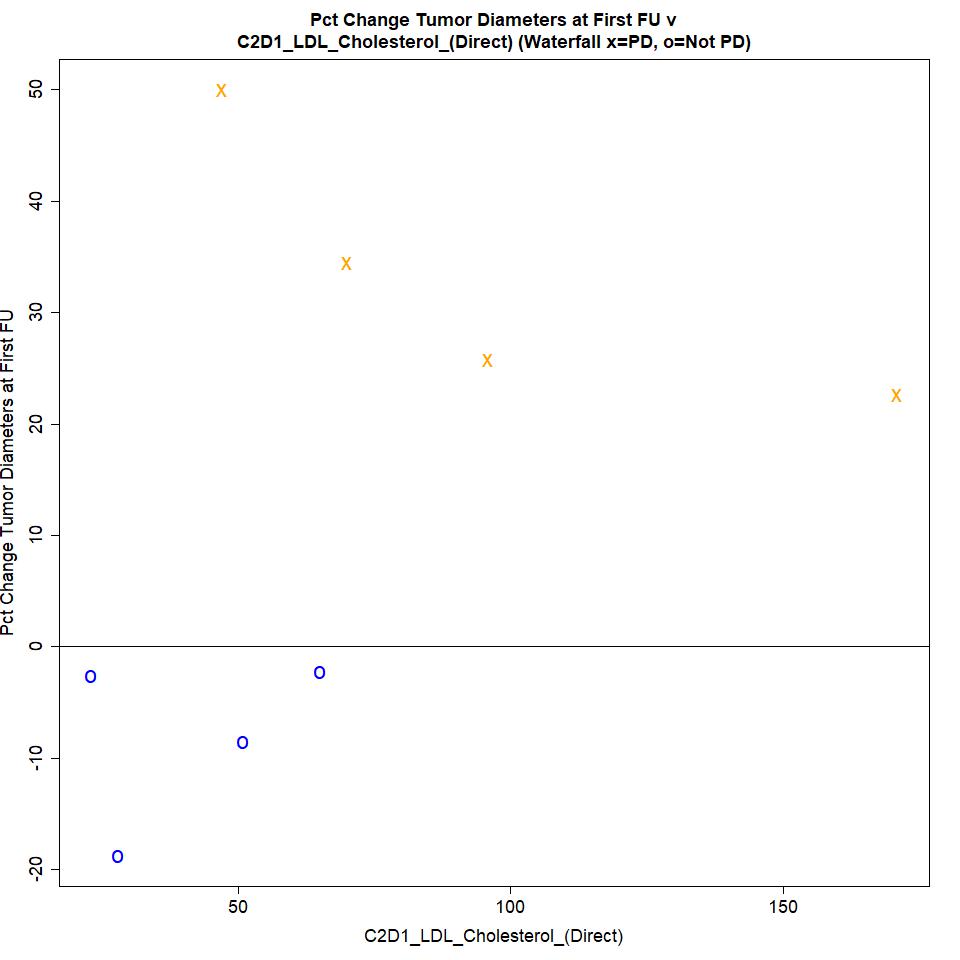 Pct Change Tumor Diameters at First FU v
C2D1_LDL_Cholesterol_(Direct) (Waterfall x=PD, o=Not PD)
Pct Change Tumor Diameters at First FU
50
40
30
20
10
0
-10
-20
X
X
X
X
O
O
O
O
50 100 150
C2D1_LDL_Cholesterol_(Direct)